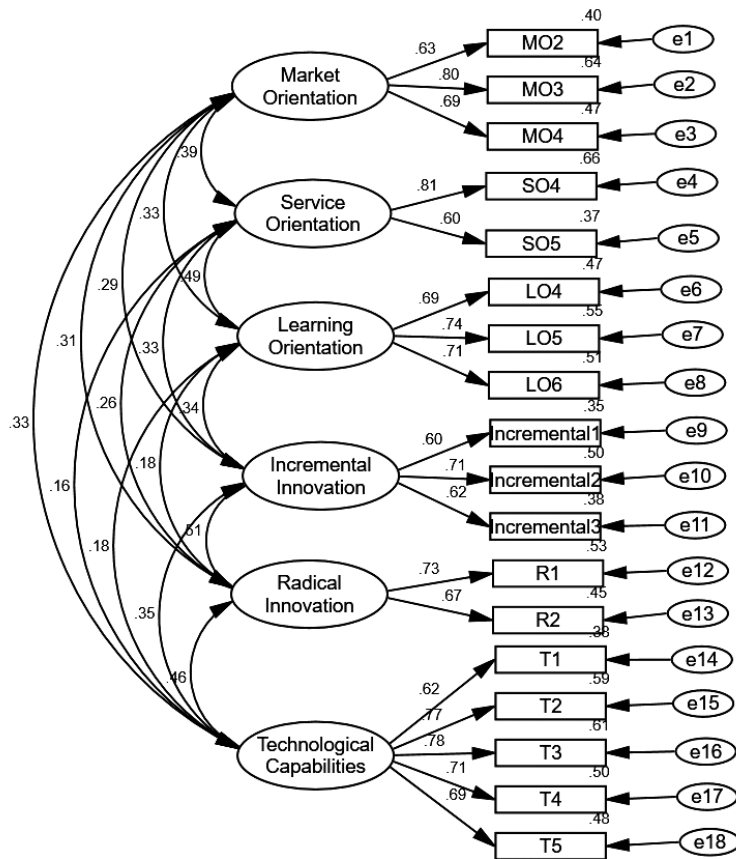 .40
.63
MO2
e1
.64
Market
Orientation
.80
MO3
e2
.47
.69
MO4
e3
.39
.66
.81
SO4
e4
Service
Orientation
.37
.60
SO5
e5
.33
.47
.49
.69
LO4
e6
.29
.55
Learning
Orientation
.74
LO5
e7
.33
.51
.31
.71
LO6
e8
.34
.35
.26
.60
Incremental1
e9
.33
.50
.18
Incremental
Innovation
.71
Incremental2
e10
.16
.38
.62
Incremental3
e11
.51
.53
.18
.73
R1
e12
Radical
Innovation
.45
.35
.67
R2
e13
.38
.46
T1
e14
.62
.59
.77
T2
e15
.61
Technological
Capabilities
.78
T3
e16
.50
.71
T4
e17
.48
.69
T5
e18